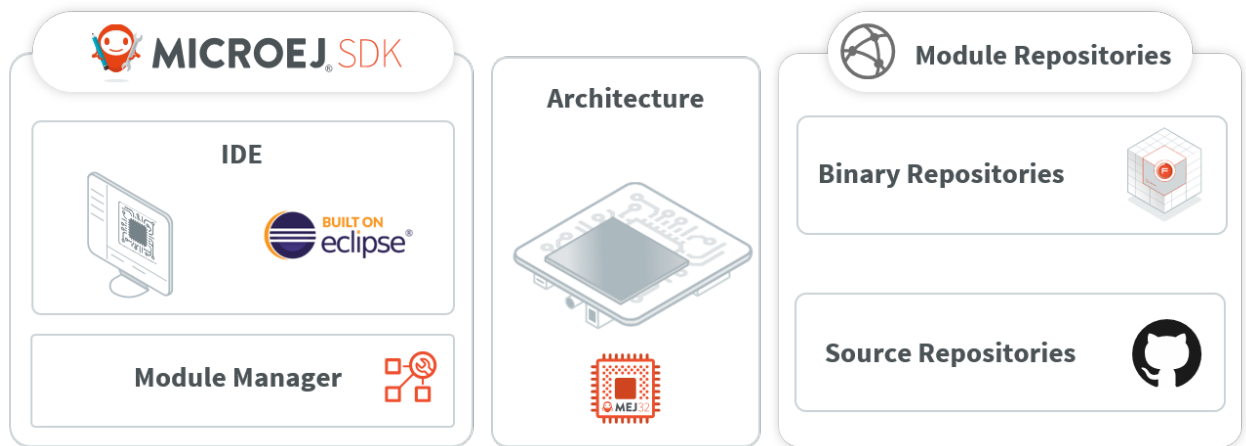 MICROEJ® SDK
IDE
BUILT ON
eclipse®
Module Manager
Architecture
MEJ32
Module Repositories
Binary Repositories
Source Repositories